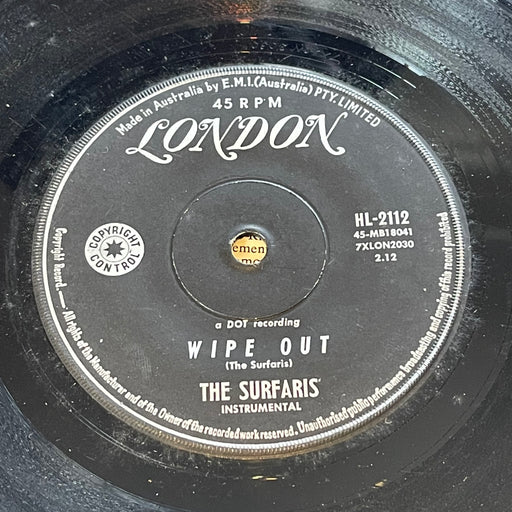 Made in Australia by E.M.I.(Australia) PTY.LIMITED
45 RPM
LONDON
HL-2112
45-MB18041
7XLON2030
2.12
COPYRIGHT
CONTROL
emen
a DOT recording
WIPE OUT
(The Surfaris)
THE SURFARIS
INSTRUMENTAL
Copyright Record.— All rights of the Manufacturer and of the Owner of the recorded work reserved. Unauthorised public performance broadcasting and copying of the record prohibited